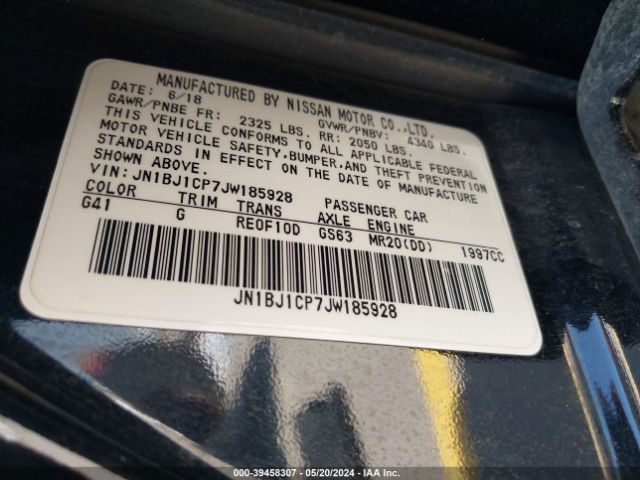 MANUFACTURED BY NISSAN MOTOR CO.,LTD.
DATE: 6/18 GVWR/PNBV: 4340 LBS.
GAWR/PNBE FR: 2325 LBS. RR: 2050 LBS.
THIS VEHICLE CONFORMS TO ALL APPLICABLE FEDERAL
MOTOR VEHICLE SAFETY,BUMPER,AND THEFT PREVENTION
STANDARDS IN EFFECT ON THE DATE OF MANUFACTURE
SHOWN ABOVE.
VIN: JN1BJ1CP7JW185928 PASSENGER CAR
COLOR TRIM TRANS AXLE ENGINE
G41 G RE0F10D GS63 MR20(DD) 1997CC
JN1BJ1CP7JW185928
000-39458307 - 05/20/2024 - IAA Inc.